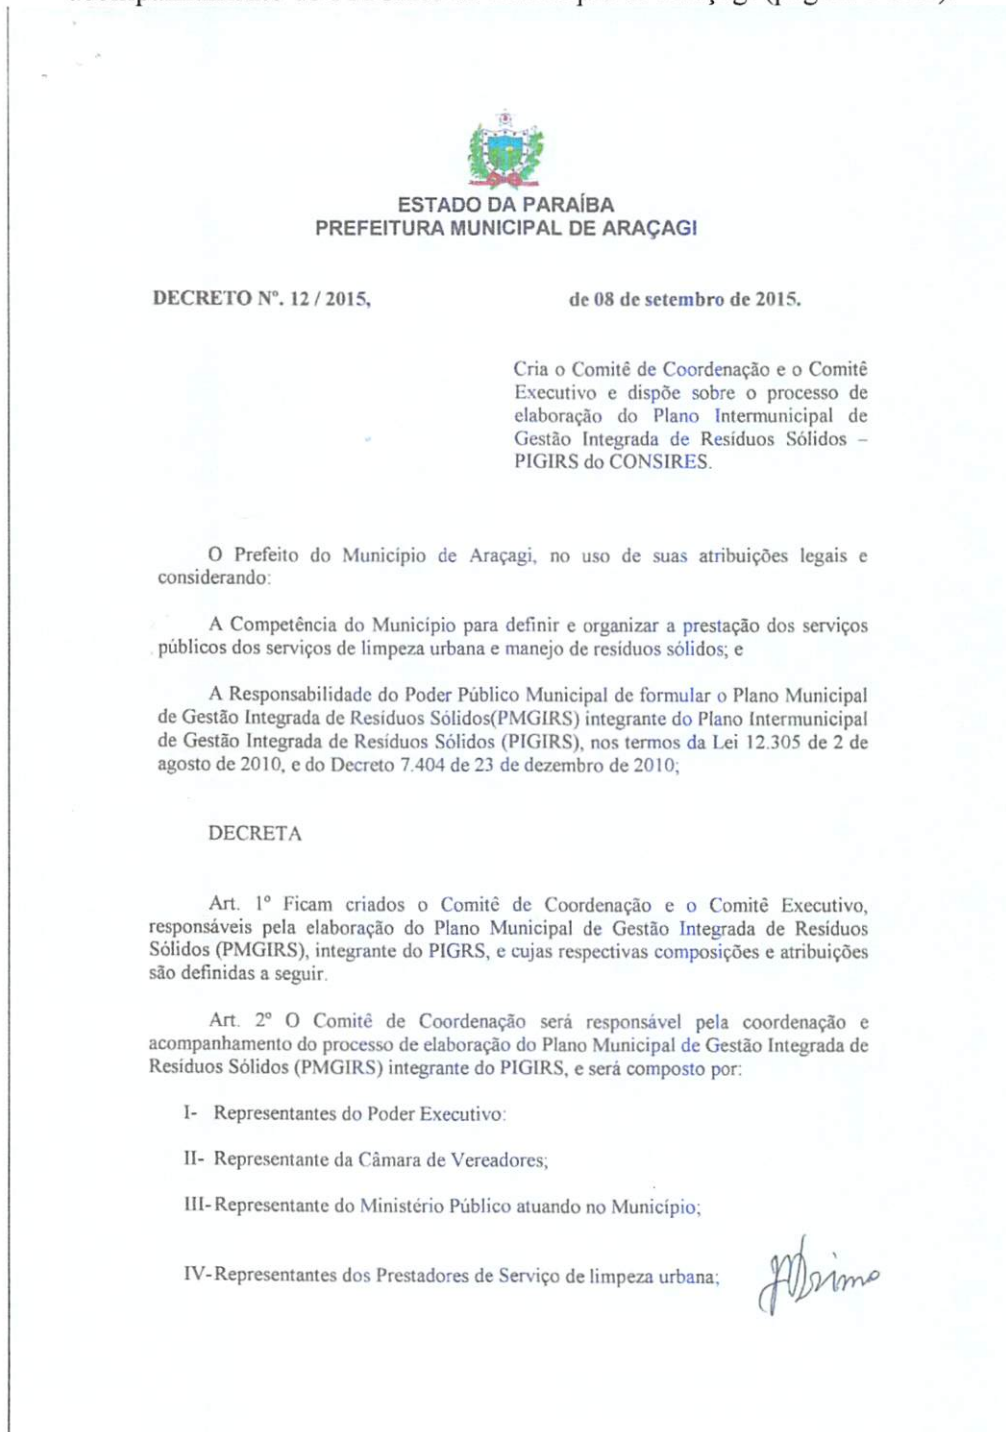 ESTADO DA PARAÍBA
PREFEITURA MUNICIPAL DE ARAÇAGI
DECRETO Nº. 12 / 2015, de 08 de setembro de 2015.
Cria o Comitê de Coordenação e o Comitê
Executivo e dispõe sobre o processo de
elaboração do Plano Intermunicipal de
Gestão Integrada de Resíduos Sólidos –
PIGIRS do CONSIRES.
O Prefeito do Município de Araçagi, no uso de suas atribuições legais e
considerando:
A Competência do Município para definir e organizar a prestação dos serviços
públicos dos serviços de limpeza urbana e manejo de resíduos sólidos; e
A Responsabilidade do Poder Público Municipal de formular o Plano Municipal
de Gestão Integrada de Resíduos Sólidos(PMGIRS) integrante do Plano Intermunicipal
de Gestão Integrada de Resíduos Sólidos (PIGIRS), nos termos da Lei 12.305 de 2 de
agosto de 2010, e do Decreto 7.404 de 23 de dezembro de 2010;
DECRETA
Art. 1º Ficam criados o Comitê de Coordenação e o Comitê Executivo,
responsáveis pela elaboração do Plano Municipal de Gestão Integrada de Resíduos
Sólidos (PMGIRS), integrante do PIGRS, e cujas respectivas composições e atribuições
são definidas a seguir.
Art. 2º O Comitê de Coordenação será responsável pela coordenação e
acompanhamento do processo de elaboração do Plano Municipal de Gestão Integrada de
Resíduos Sólidos (PMGIRS) integrante do PIGIRS, e será composto por:
I- Representantes do Poder Executivo:
II- Representante da Câmara de Vereadores;
III- Representante do Ministério Público atuando no Município;
IV- Representantes dos Prestadores de Serviço de limpeza urbana;